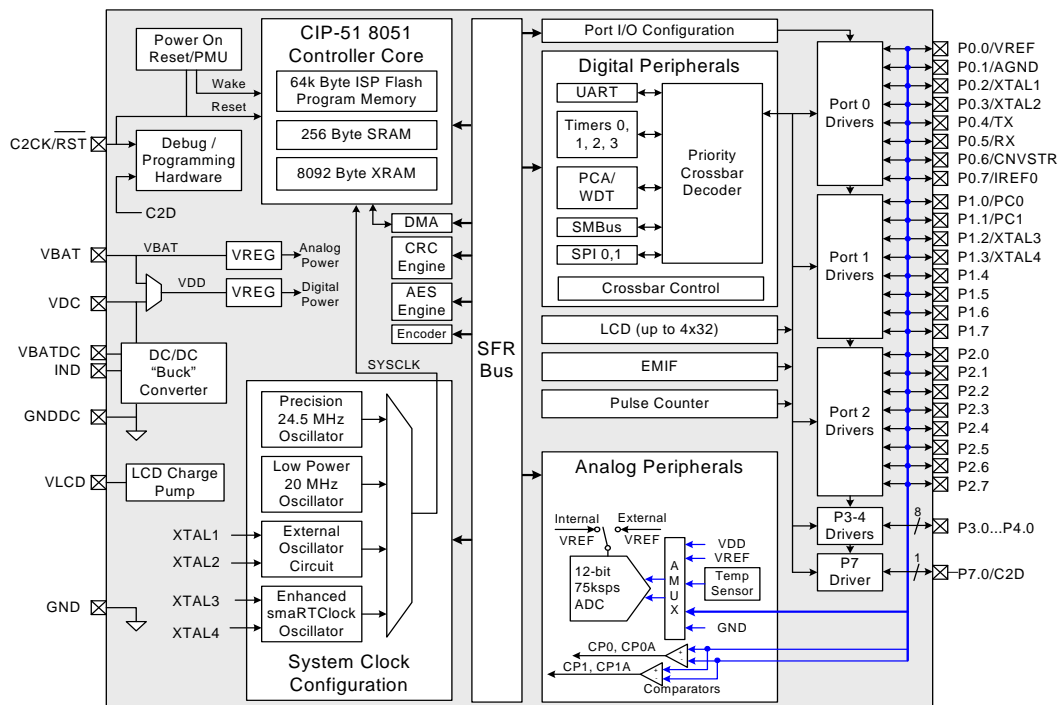 Power On
Reset/PMU
Wake
Reset
C2CK/RST
Debug /
Programming
Hardware
C2D
CIP-51 8051
Controller Core
64k Byte ISP Flash
Program Memory
256 Byte SRAM
8092 Byte XRAM
DMA
CRC
Engine
AES
Engine
Encoder
VBAT
VBAT
VREG
Analog
Power
VDC
VDD
VREG
Digital
Power
VBATDC
IND
DC/DC
"Buck"
Converter
GNDDC
VLCD
LCD Charge
Pump
GND
SYSCLK
Precision
24.5 MHz
Oscillator
Low Power
20 MHz
Oscillator
XTAL1
XTAL2
External
Oscillator
Circuit
XTAL3
XTAL4
Enhanced
smaRTClock
Oscillator
System Clock
Configuration
SFR
Bus
Port I/O Configuration
Digital Peripherals
UART
Timers 0,
1, 2, 3
PCA/
WDT
SMBus
SPI 0,1
Priority
Crossbar
Decoder
Crossbar Control
LCD (up to 4x32)
EMIF
Pulse Counter
Analog Peripherals
Internal
VREF
External
VREF
12-bit
75ksps
ADC
A
M
U
X
VDD
VREF
Temp
Sensor
GND
CP0, CP0A
+
-
CP1, CP1A
+
-
Comparators
Port 0
Drivers
Port 1
Drivers
Port 2
Drivers
P3-4
Drivers
P7
Driver
8
1
P0.0/VREF
P0.1/AGND
P0.2/XTAL1
P0.3/XTAL2
P0.4/TX
P0.5/RX
P0.6/CNVSTR
P0.7/IREF0
P1.0/PC0
P1.1/PC1
P1.2/XTAL3
P1.3/XTAL4
P1.4
P1.5
P1.6
P1.7
P2.0
P2.1
P2.2
P2.3
P2.4
P2.5
P2.6
P2.7
P3.0...P4.0
P7.0/C2D